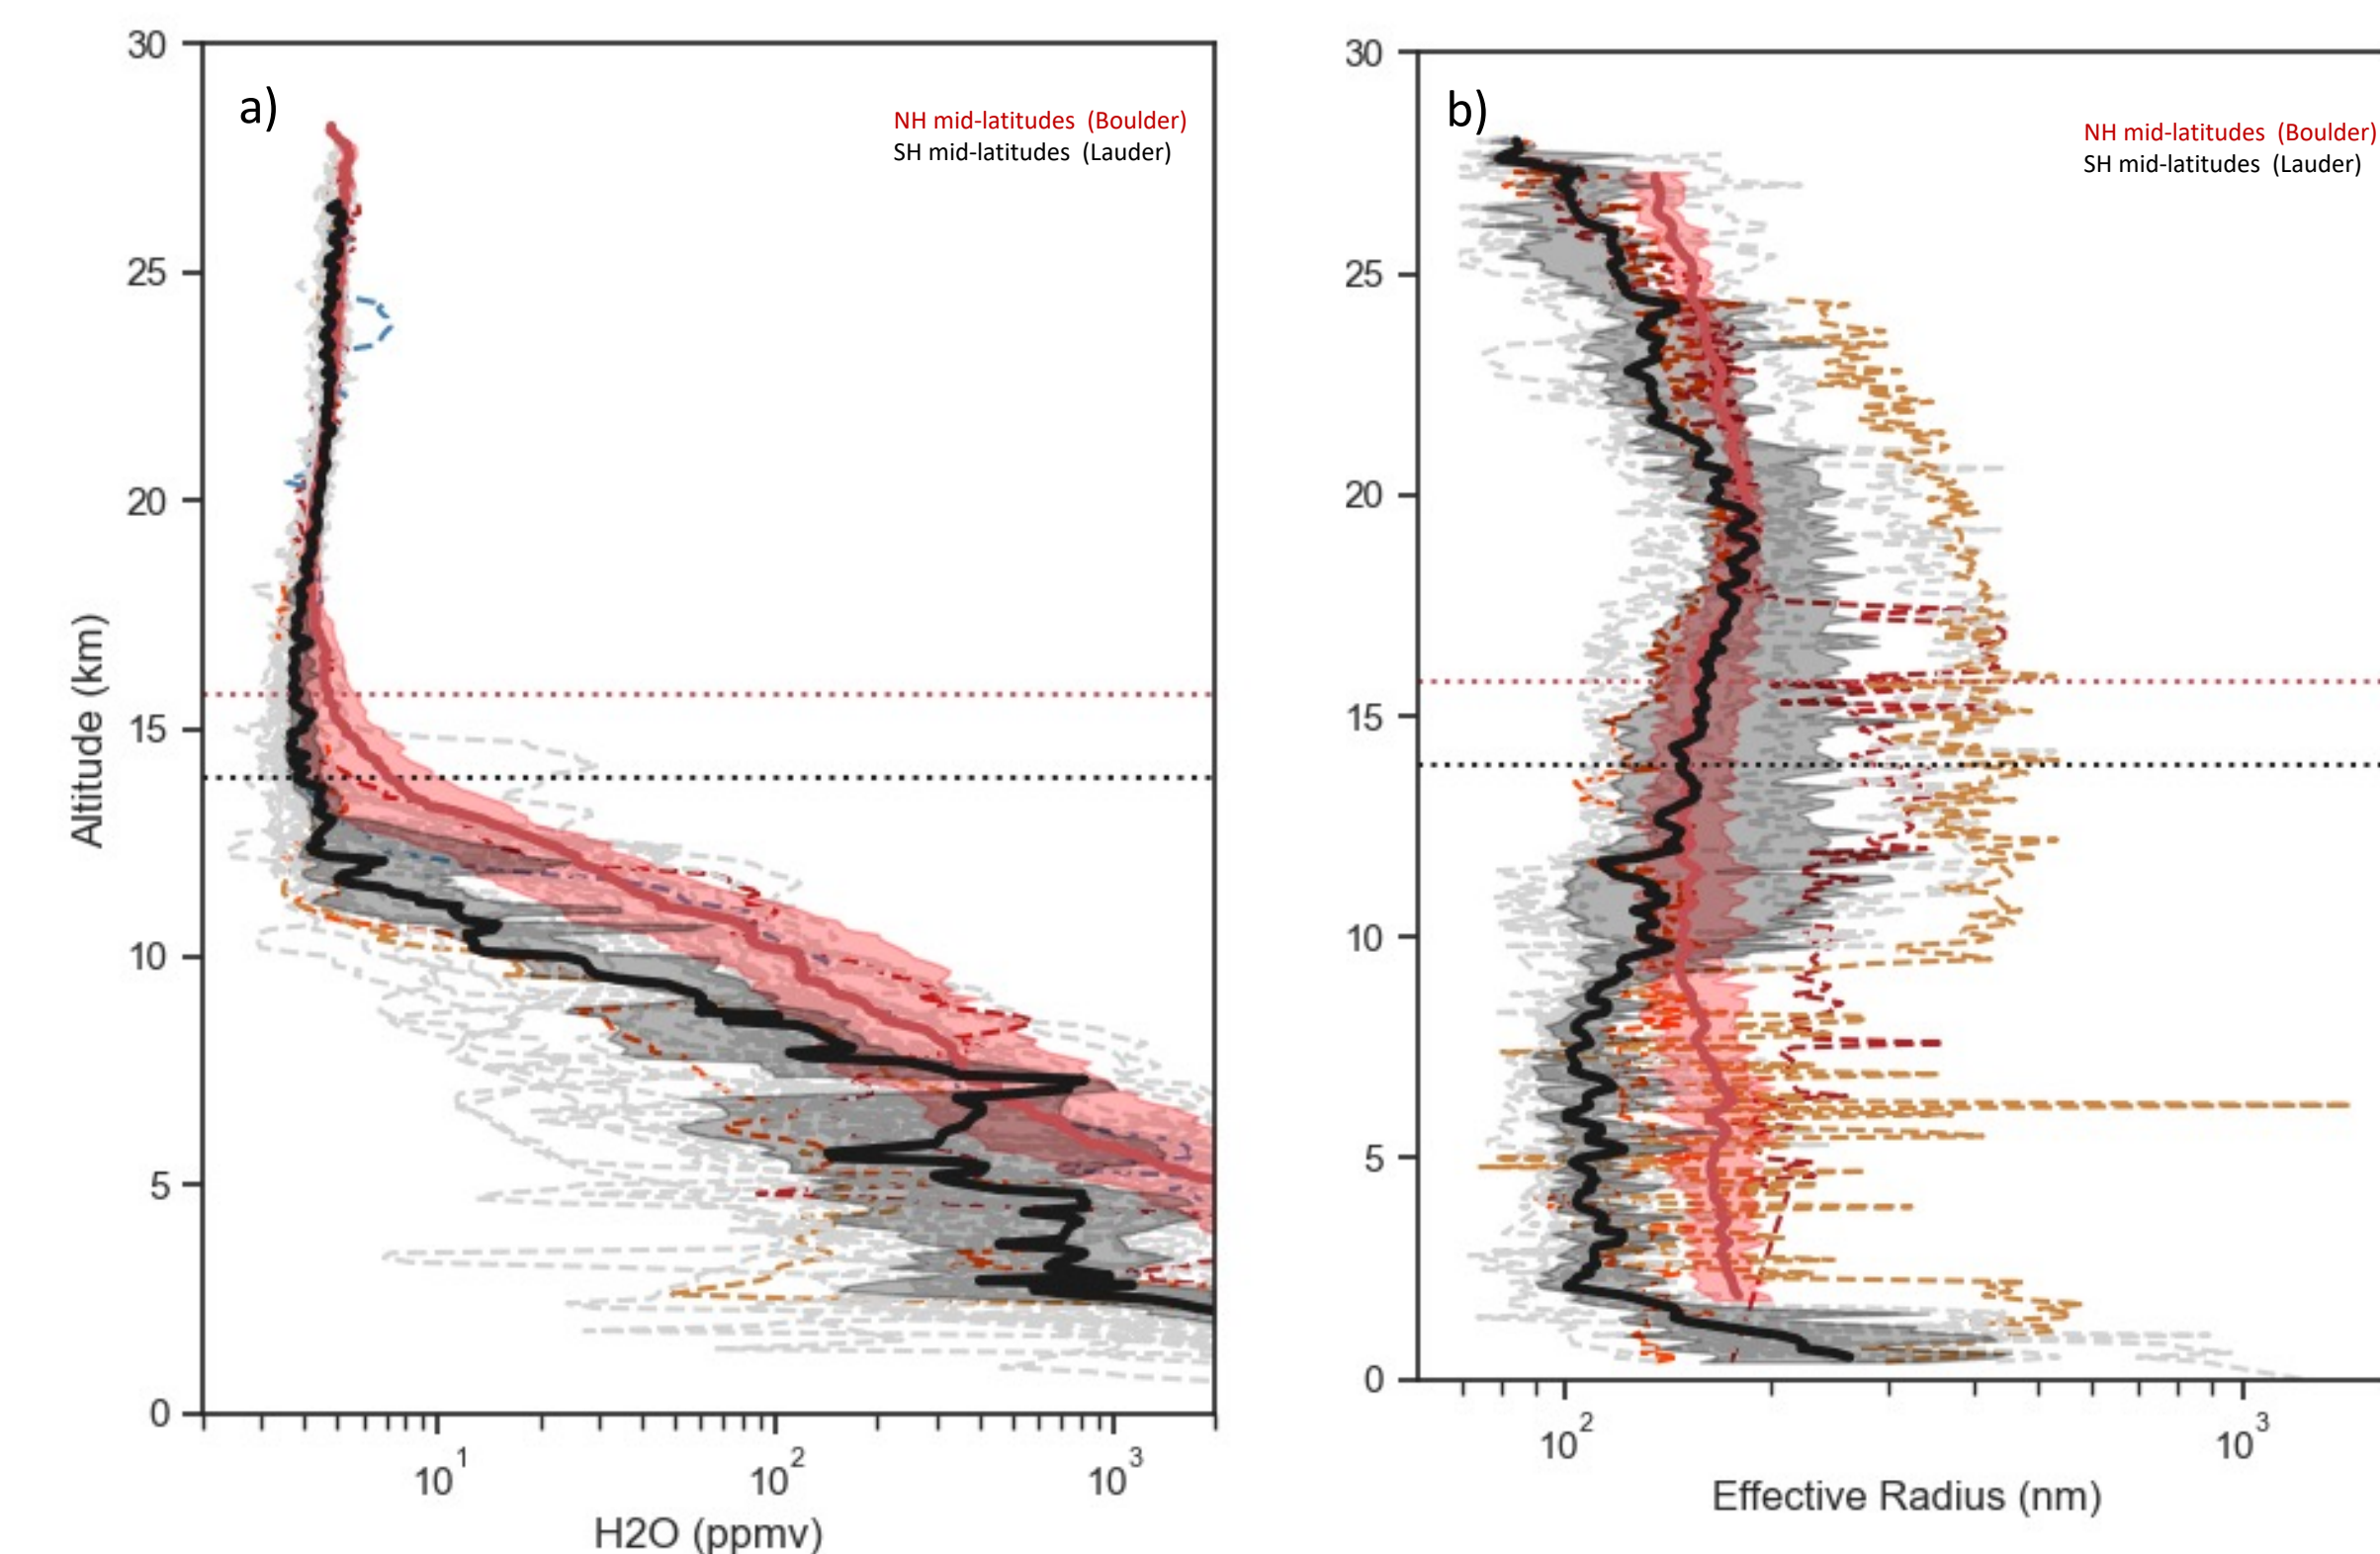 a)
NH mid-latitudes (Boulder)
SH mid-latitudes (Lauder)
30
25
20
15
10
5
0
Altitude (km)
10^1
10^2
10^3
H2O (ppmv)
b)
NH mid-latitudes (Boulder)
SH mid-latitudes (Lauder)
30
25
20
15
10
5
0
10^2
10^3
Effective Radius (nm)